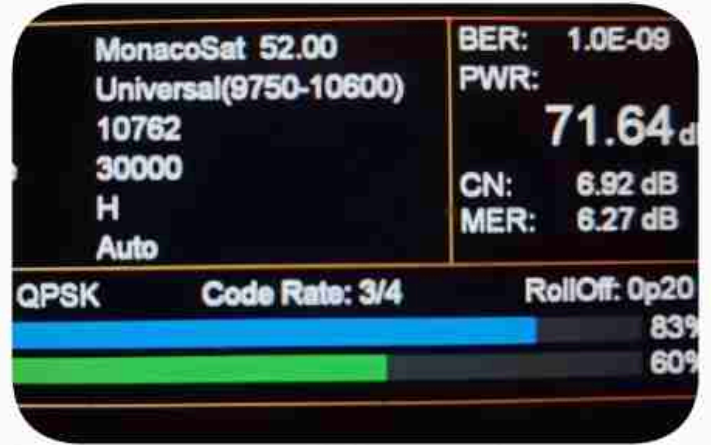 MonacoSat 52.00
Universal(9750-10600)
10762
30000
H
Auto
BER: 1.0E-09
PWR:
71.64
CN: 6.92 dB
MER: 6.27 dB
QPSK Code Rate: 3/4 RollOff: 0p20
83%
60%